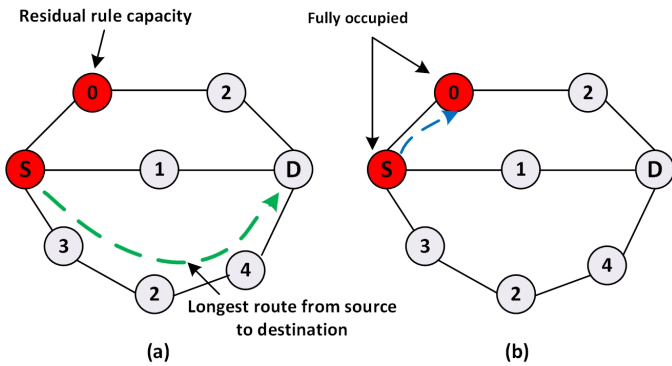 Residual rule capacity
Fully occupied
0
2
S
1
D
3
2
4
Longest route from source
to destination
(a)
0
2
S
1
D
3
2
4
(b)